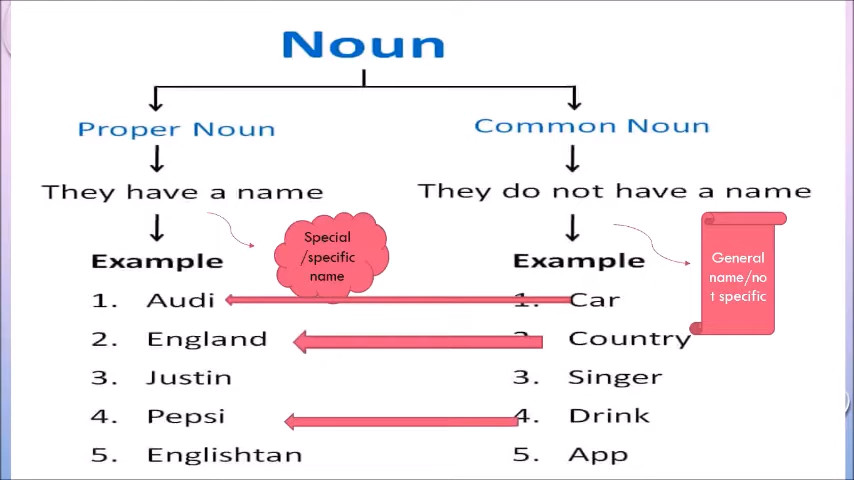 Noun
Proper Noun
Common Noun
They have a name
They do not have a name
Special
/specific
name
General
name/no
t specific
Example
1. Audi
2. England
3. Justin
4. Pepsi
5. Englishtan
Example
1. Car
2. Country
3. Singer
4. Drink
5. App